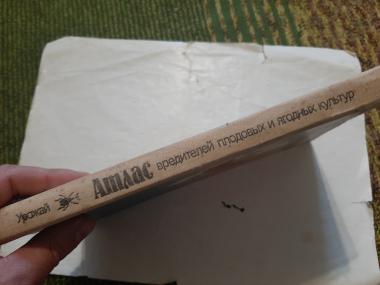 Урожай Атлас вредителей плодовых и ягодных культур